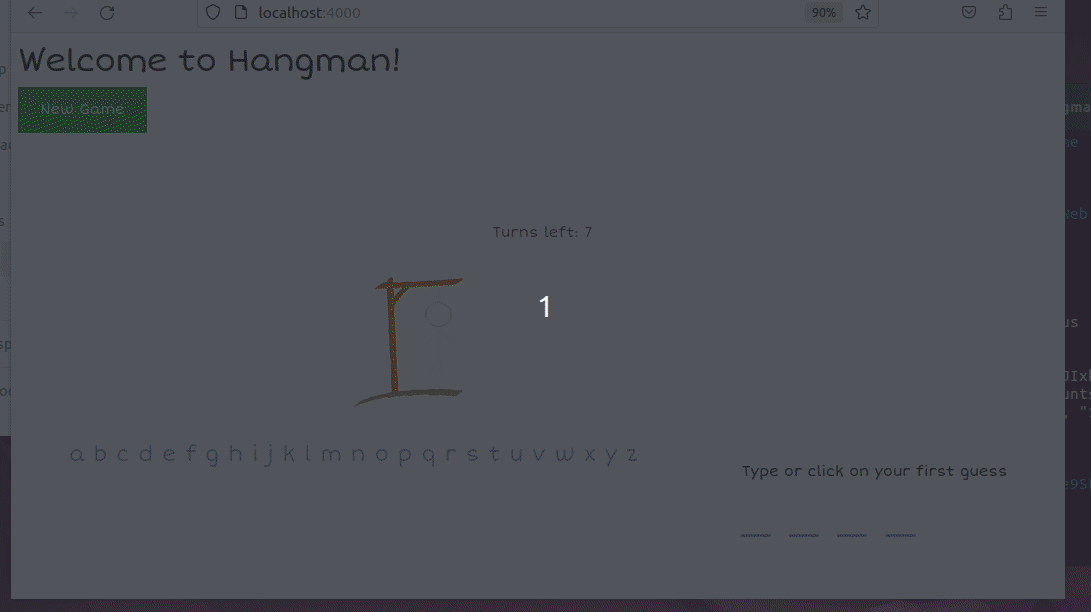 localhost:4000
90%
Welcome to Hangman!
New Game
Turns left: 7
1
a b c d e f g h i j k l m n o p q r s t u v w x y z
Type or click on your first guess